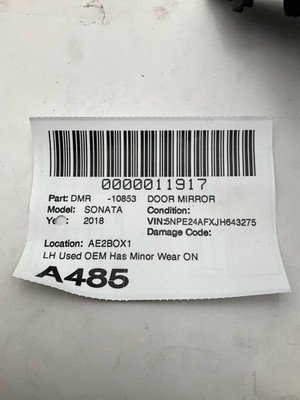 0000011917
Part: DMR -10853 DOOR MIRROR
Model: SONATA Condition:
Year: 2018 VIN:5NPE24AFXJH643275
Damage Code:
Location: AE2BOX1
LH Used OEM Has Minor Wear ON
A485